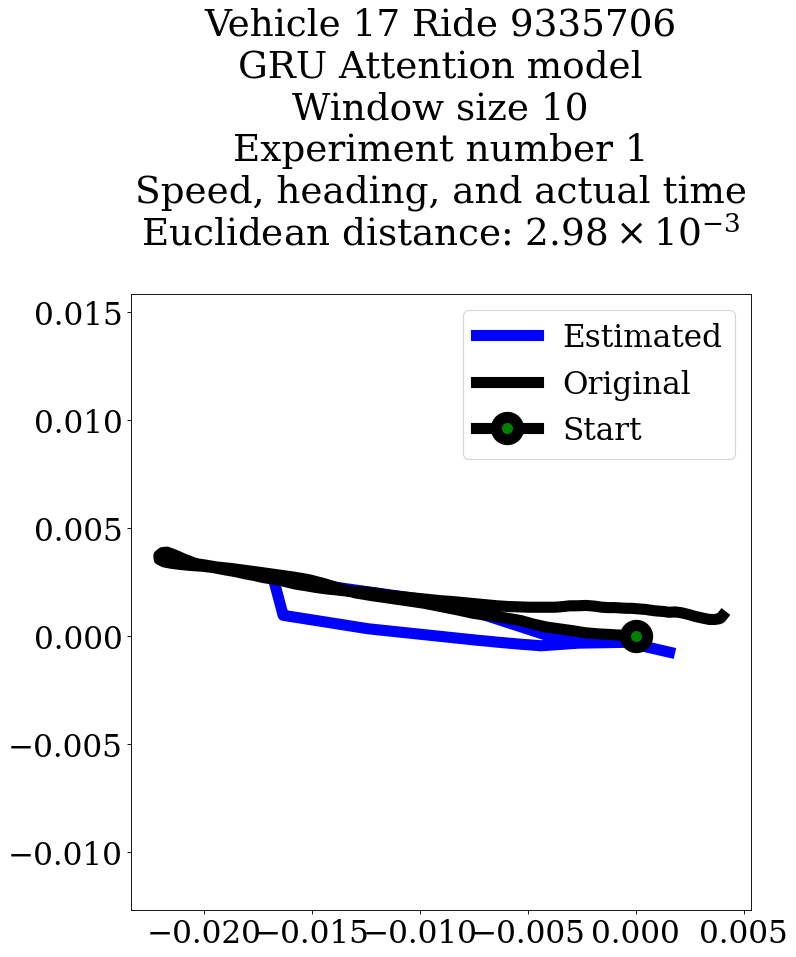 Vehicle 17 Ride 9335706
GRU Attention model
Window size 10
Experiment number 1
Speed, heading, and actual time
Euclidean distance: 2.98 × 10⁻³
0.015
0.010
0.005
0.000
−0.005
−0.010
Estimated
Original
Start
−0.020 −0.015 −0.010 −0.005 0.000 0.005